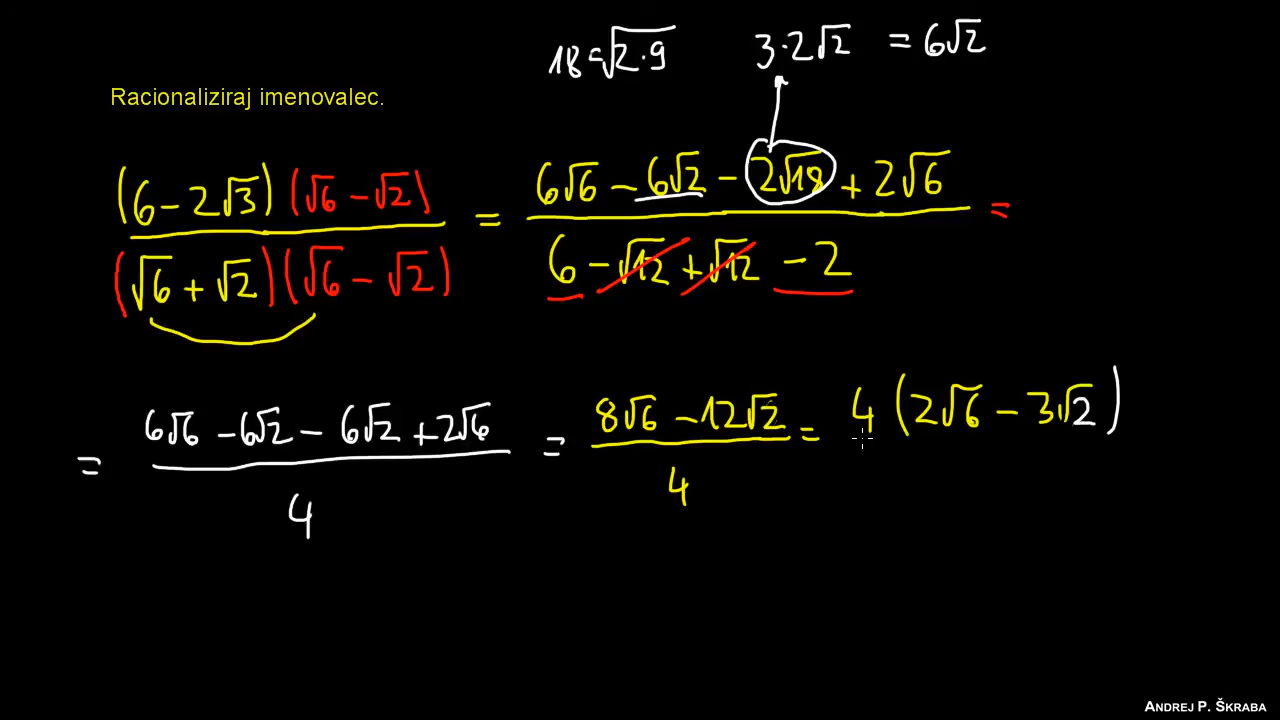 18=√2·9 3·2√2 = 6√2
Racionaliziraj imenovalec.
(6-2√3)(√6-√2) / (√6+√2)(√6-√2) = 6√6 - 6√2 - 2√18 + 2√6 / 6 - √12 + √12 - 2 =
= 6√6 - 6√2 - 6√2 + 2√6 / 4 = 8√6 - 12√2 / 4 = 4(2√6 - 3√2)
ANDREJ P. ŠKRABA